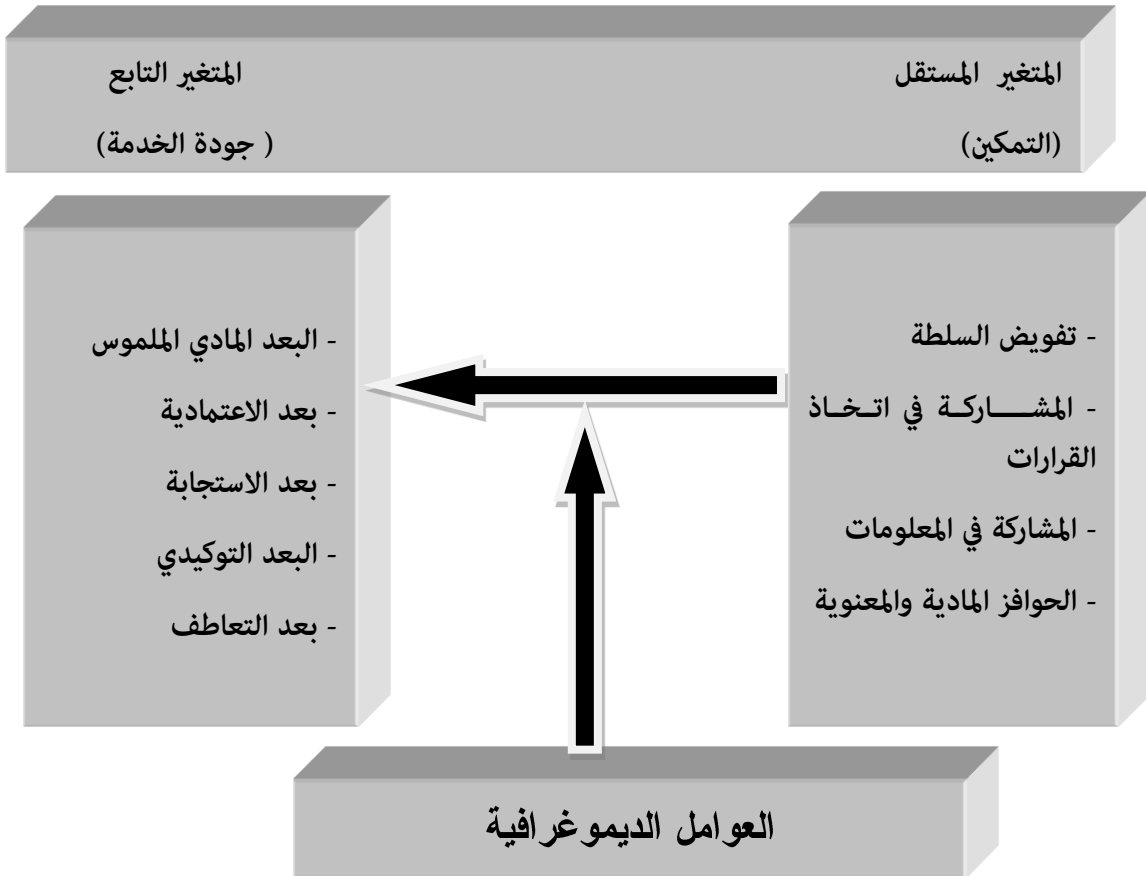 المتغير المستقل
(التمكين)
المتغير التابع
( جودة الخدمة)
- تفويض السلطة
- المشاركة في اتخاذ
القرارات
- المشاركة في المعلومات
- الحوافز المادية والمعنوية
- البعد المادي الملموس
- بعد الاعتمادية
- بعد الاستجابة
- البعد التوكيدي
- بعد التعاطف
العوامل الديموغرافية